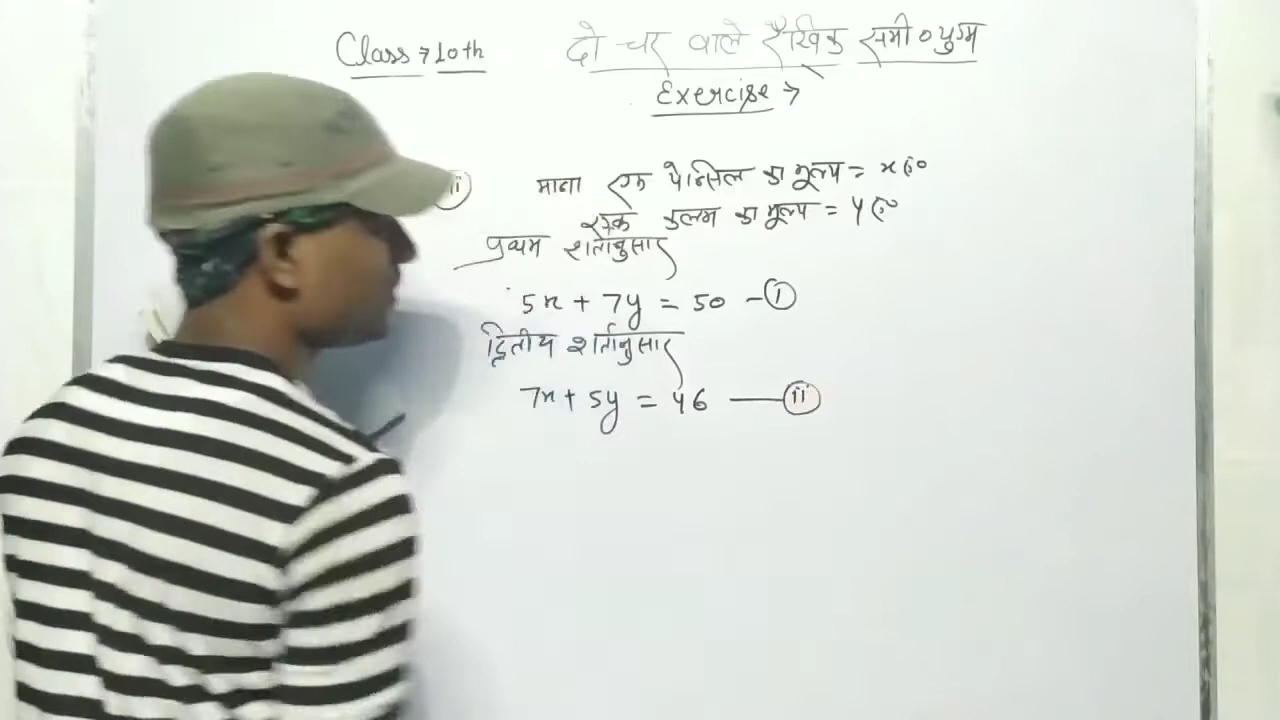 Class → 10th दो चर वाले रैखिक समी० युग्म
Exercise →
ii माना एक पेन्सिल का मूल्य = x रु०
एक कलम का मूल्य = y रु०
प्रथम शर्तानुसार
5x + 7y = 50 - i
द्वितीय शर्तानुसार
7x + 5y = 46 — ii